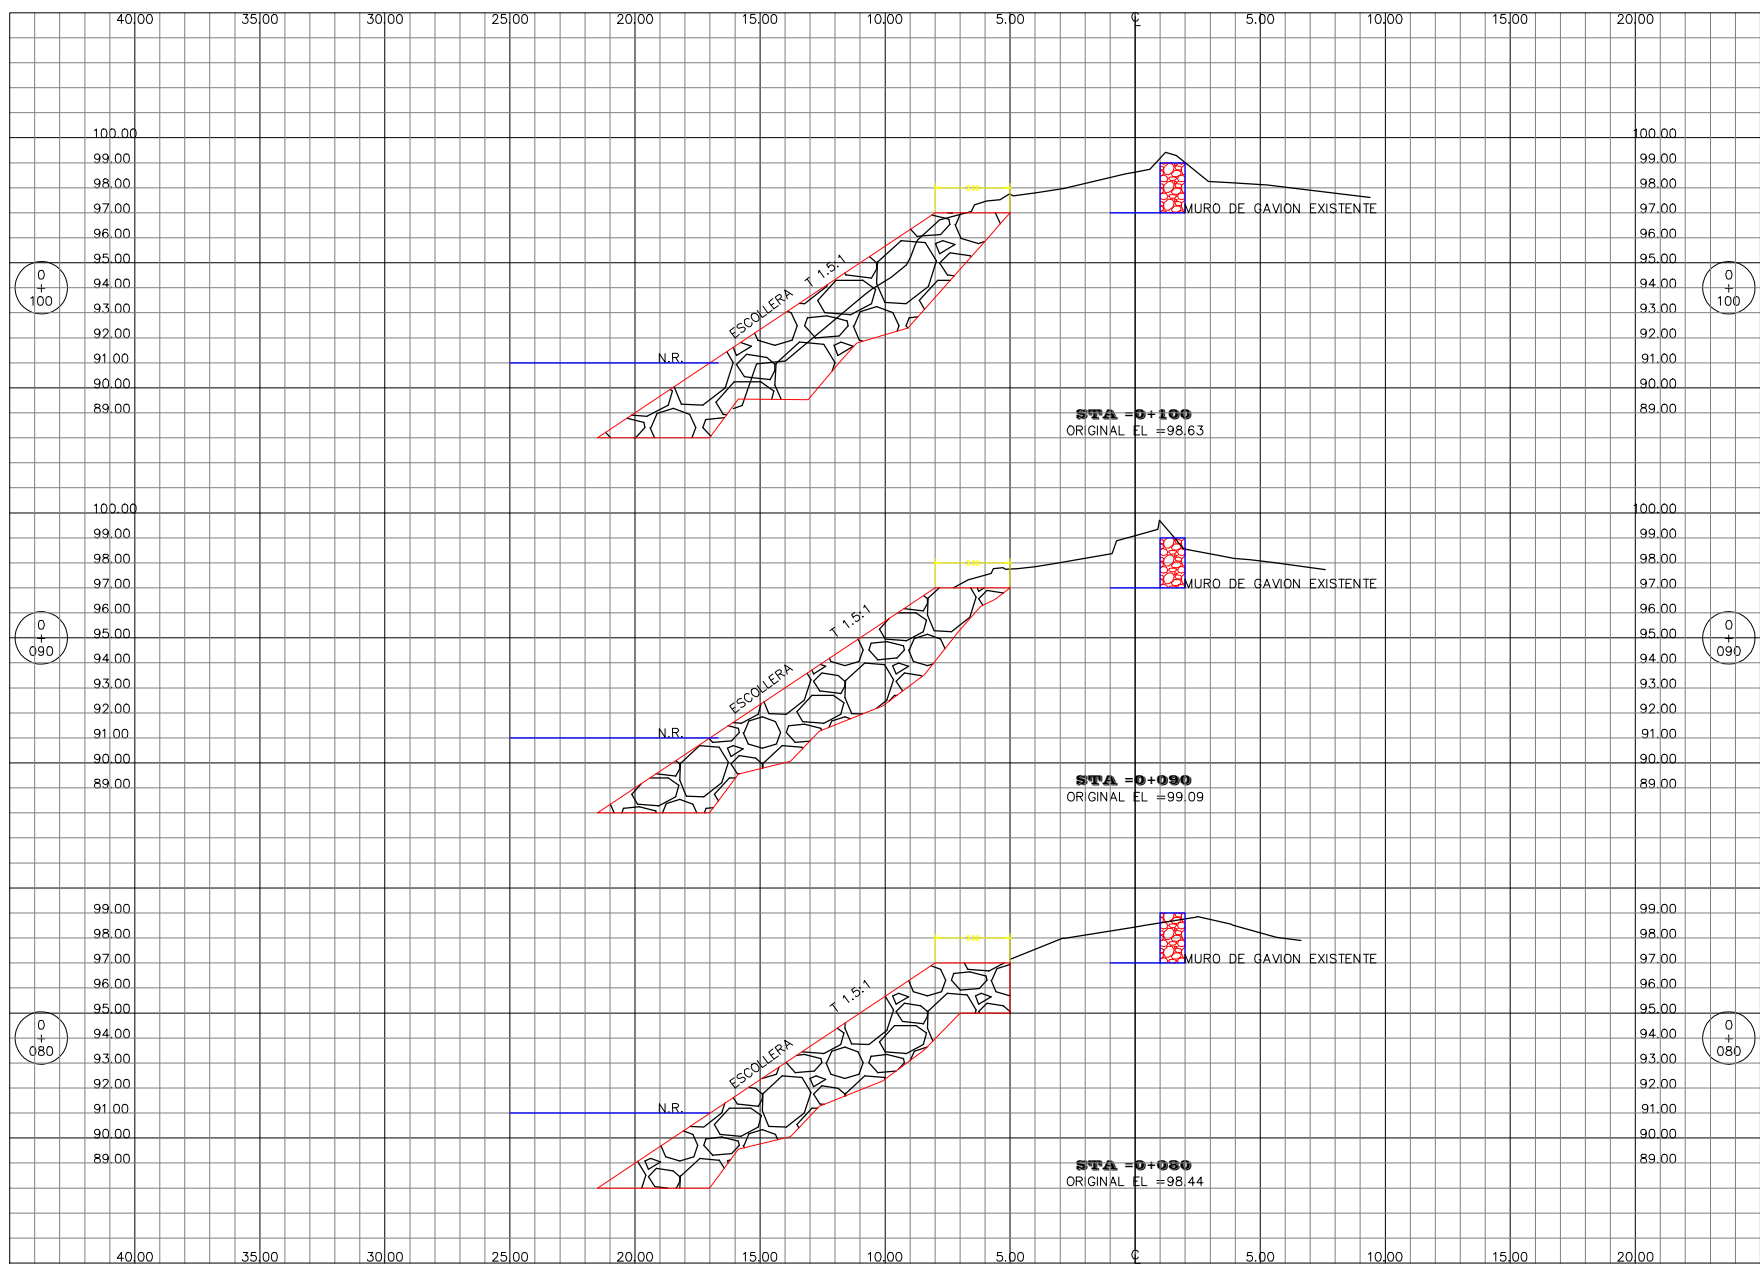 40.00 35.00 30.00 25.00 20.00 15.00 10.00 5.00 ℄ 5.00 10.00 15.00 20.00
100.00 100.00
99.00 99.00
98.00 98.00
97.00 MURO DE GAVION EXISTENTE 97.00
96.00 96.00
95.00 T 1.5:1 95.00
0 + 100 94.00 94.00 0 + 100
93.00 ESCOLLERA 93.00
92.00 92.00
91.00 N.R. 91.00
90.00 90.00
89.00 89.00
STA =0+100
ORIGINAL EL =98.63
100.00 100.00
99.00 99.00
98.00 98.00
97.00 MURO DE GAVION EXISTENTE 97.00
96.00 T 1.5:1 96.00
0 + 090 95.00 95.00 0 + 090
94.00 94.00
93.00 ESCOLLERA 93.00
92.00 92.00
91.00 N.R. 91.00
90.00 90.00
89.00 89.00
STA =0+090
ORIGINAL EL =99.09
99.00 99.00
98.00 98.00
97.00 MURO DE GAVION EXISTENTE 97.00
96.00 T 1.5:1 96.00
95.00 95.00
0 + 080 94.00 94.00 0 + 080
93.00 ESCOLLERA 93.00
92.00 92.00
91.00 N.R. 91.00
90.00 90.00
89.00 89.00
STA =0+080
ORIGINAL EL =98.44
40.00 35.00 30.00 25.00 20.00 15.00 10.00 5.00 ℄ 5.00 10.00 15.00 20.00